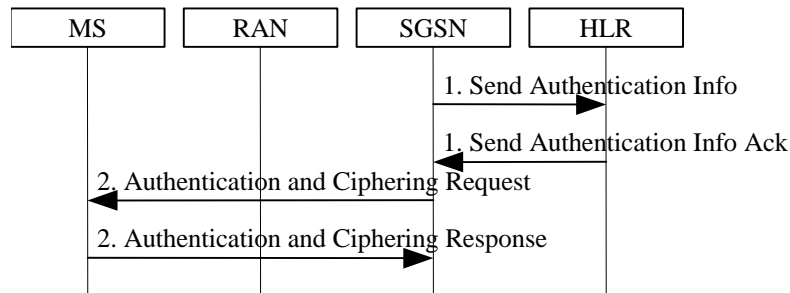 MS RAN SGSN HLR
1. Send Authentication Info
1. Send Authentication Info Ack
2. Authentication and Ciphering Request
2. Authentication and Ciphering Response